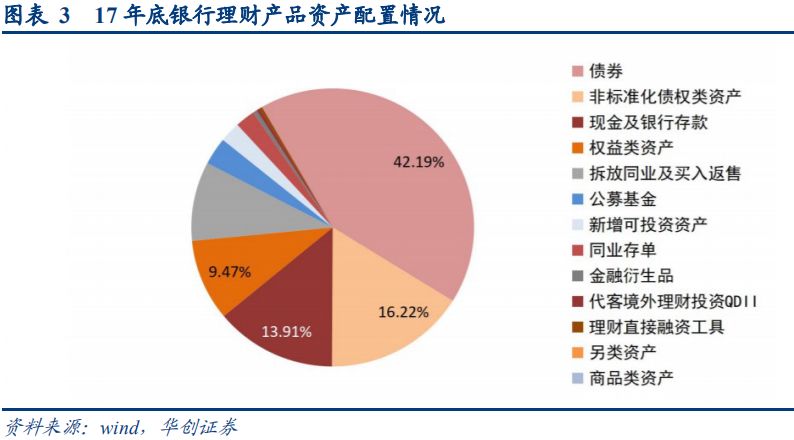 图表 3 17 年底银行理财产品资产配置情况
42.19%
16.22%
13.91%
9.47%
债券
非标准化债权类资产
现金及银行存款
权益类资产
拆放同业及买入返售
公募基金
新增可投资资产
同业存单
金融衍生品
代客境外理财投资QDII
理财直接融资工具
另类资产
商品类资产
资料来源：wind，华创证券